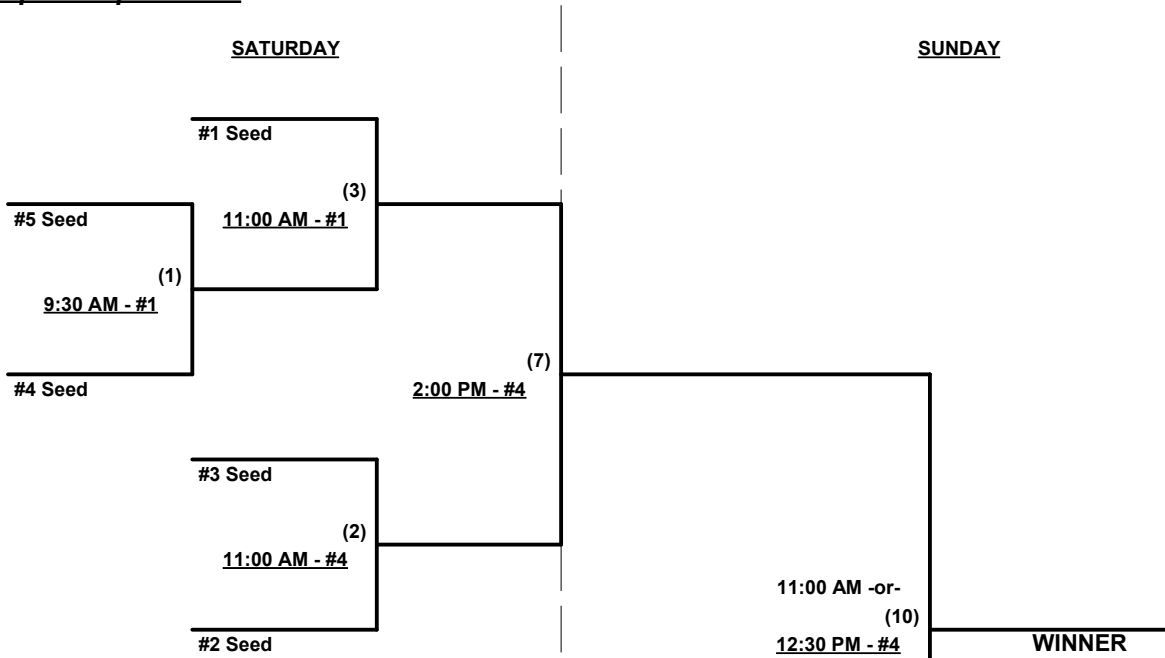 SATURDAY
SUNDAY
#1 Seed
(3)
#5 Seed
11:00 AM - #1
(1)
9:30 AM - #1
(7)
#4 Seed
2:00 PM - #4
#3 Seed
(2)
11:00 AM - #4
11:00 AM -or-
(10)
#2 Seed
12:30 PM - #4
WINNER